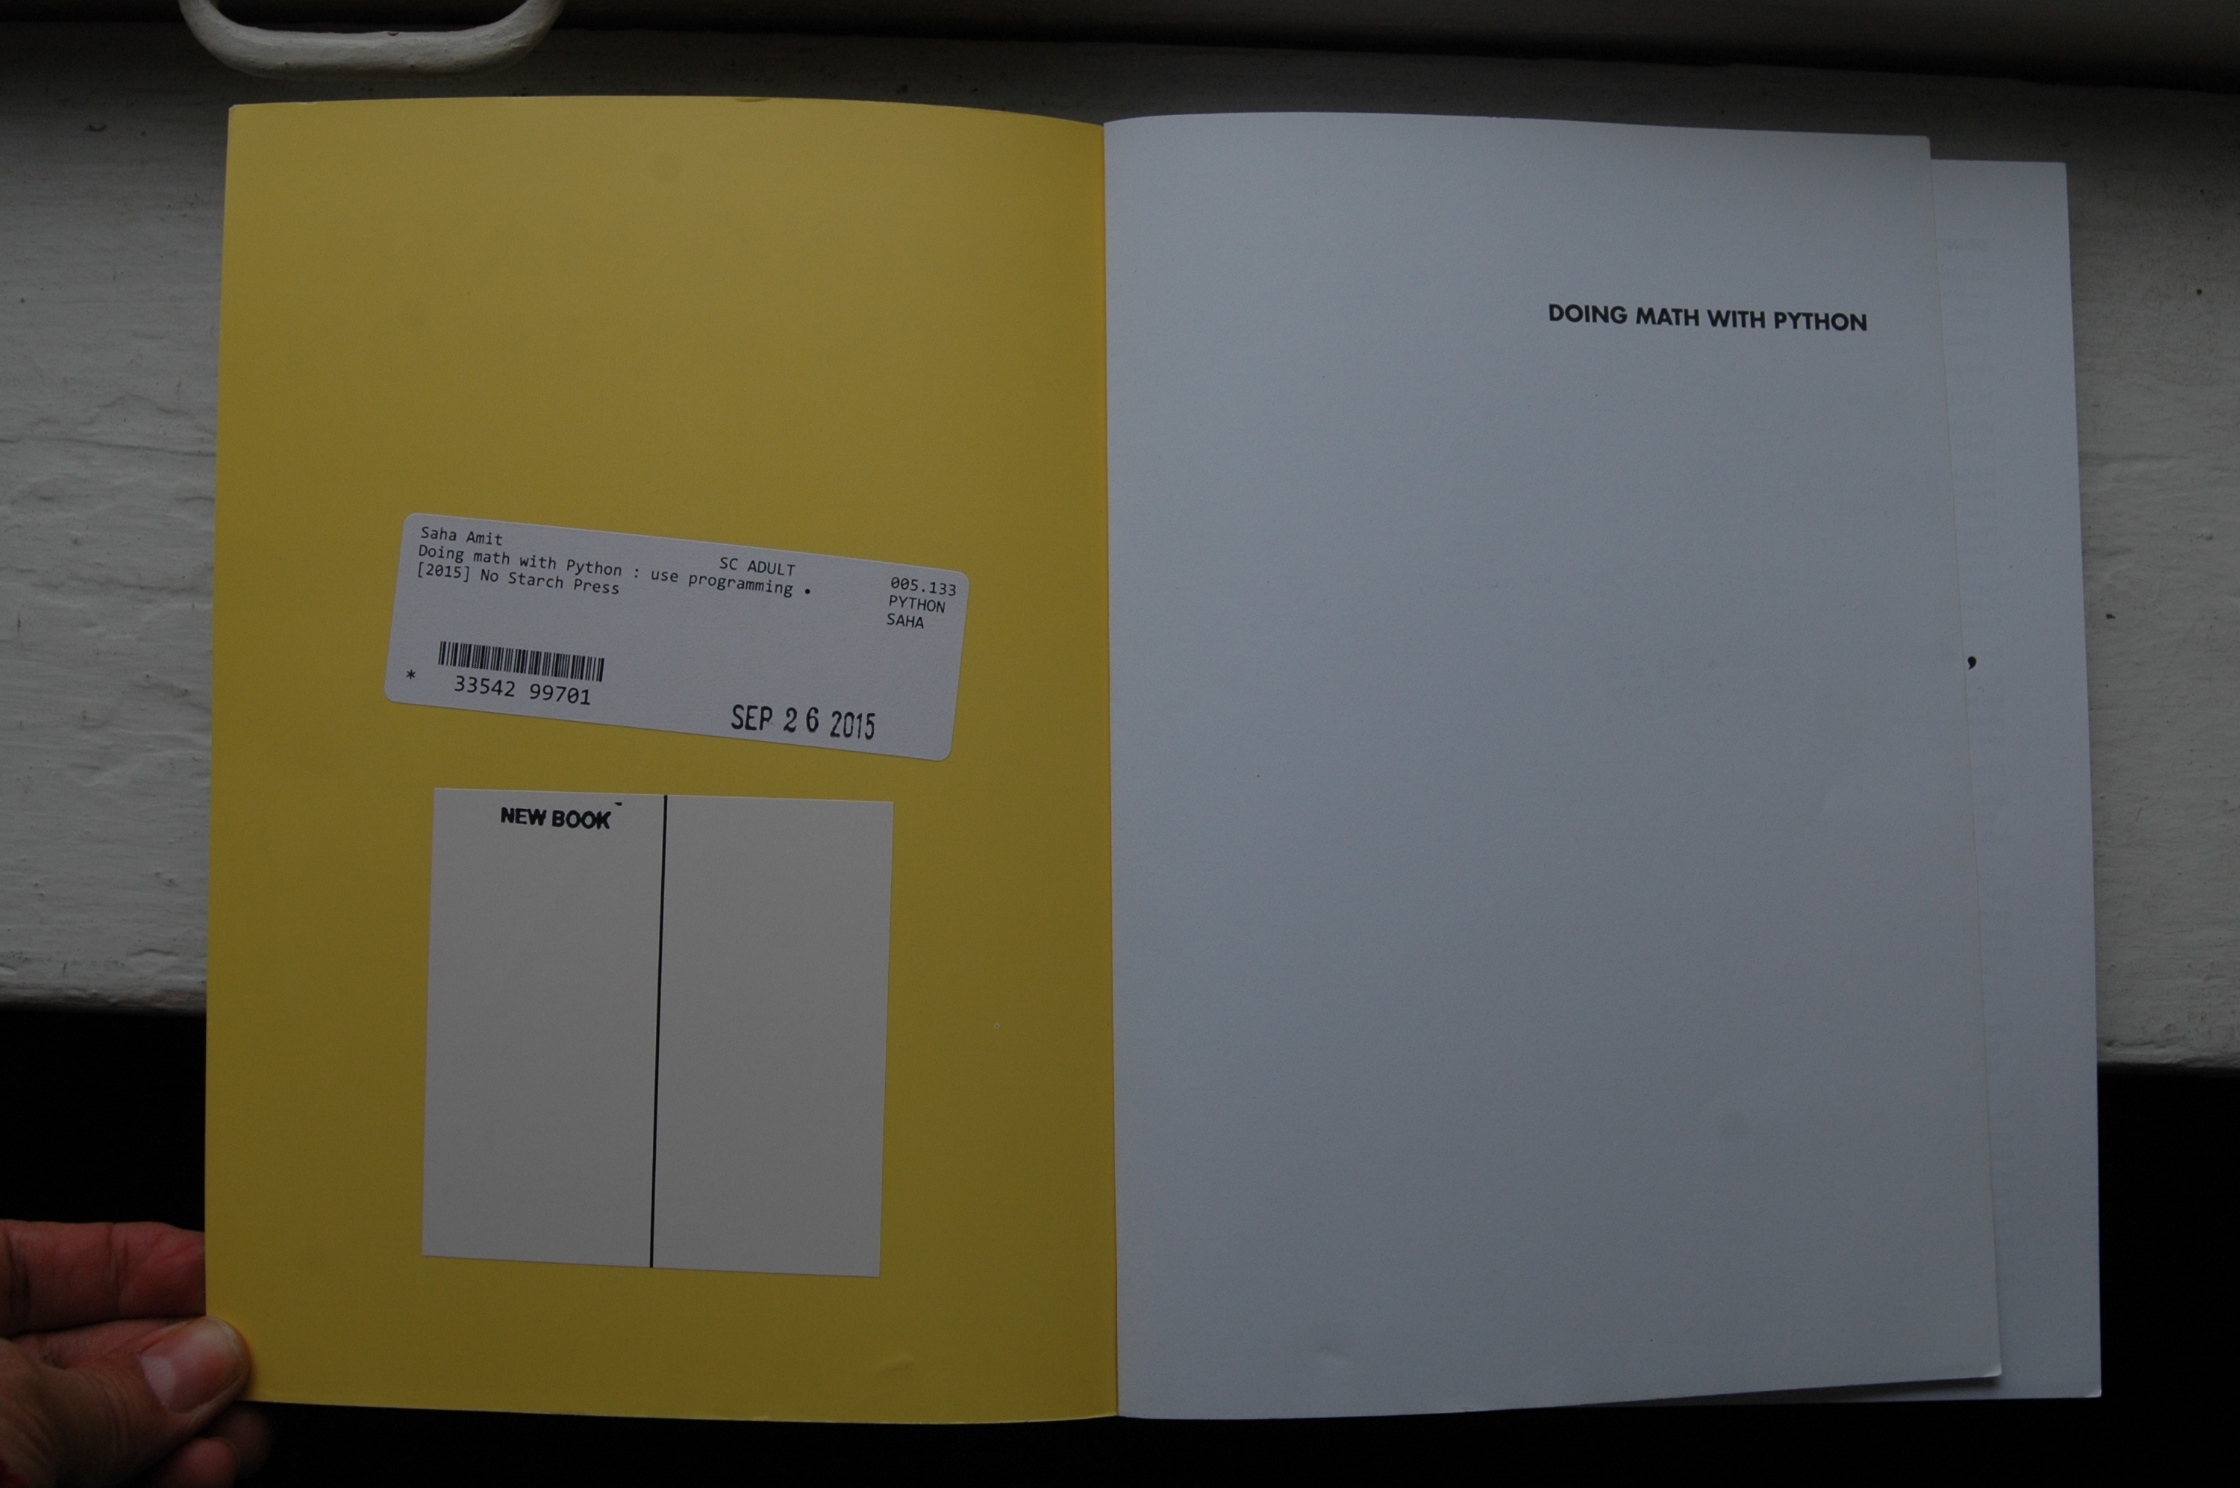 Saha Amit
SC ADULT
Doing math with Python : use programming •
[2015] No Starch Press
005.133
PYTHON
SAHA
* 33542 99701
SEP 26 2015
NEW BOOK
DOING MATH WITH PYTHON
,